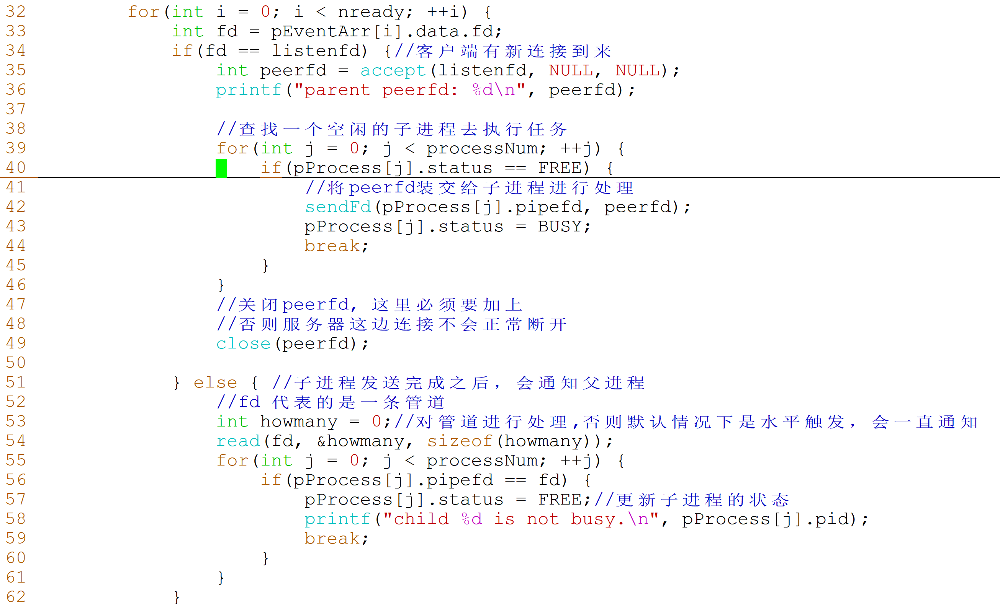 32         for(int i = 0; i < nready; ++i) {
33             int fd = pEventArr[i].data.fd;
34             if(fd == listenfd) {//客户端有新连接到来
35                 int peerfd = accept(listenfd, NULL, NULL);
36                 printf("parent peerfd: %d\n", peerfd);
37
38                 //查找一个空闲的子进程去执行任务
39                 for(int j = 0; j < processNum; ++j) {
40                     if(pProcess[j].status == FREE) {
41                         //将peerfd装交给子进程进行处理
42                         sendFd(pProcess[j].pipefd, peerfd);
43                         pProcess[j].status = BUSY;
44                         break;
45                     }
46                 }
47                 //关闭peerfd, 这里必须要加上
48                 //否则服务器这边连接不会正常断开
49                 close(peerfd);
50
51             } else { //子进程发送完成之后，会通知父进程
52                 //fd 代表的是一条管道
53                 int howmany = 0;//对管道进行处理,否则默认情况下是水平触发，会一直通知
54                 read(fd, &howmany, sizeof(howmany));
55                 for(int j = 0; j < processNum; ++j) {
56                     if(pProcess[j].pipefd == fd) {
57                         pProcess[j].status = FREE;//更新子进程的状态
58                         printf("child %d is not busy.\n", pProcess[j].pid);
59                         break;
60                     }
61                 }
62             }